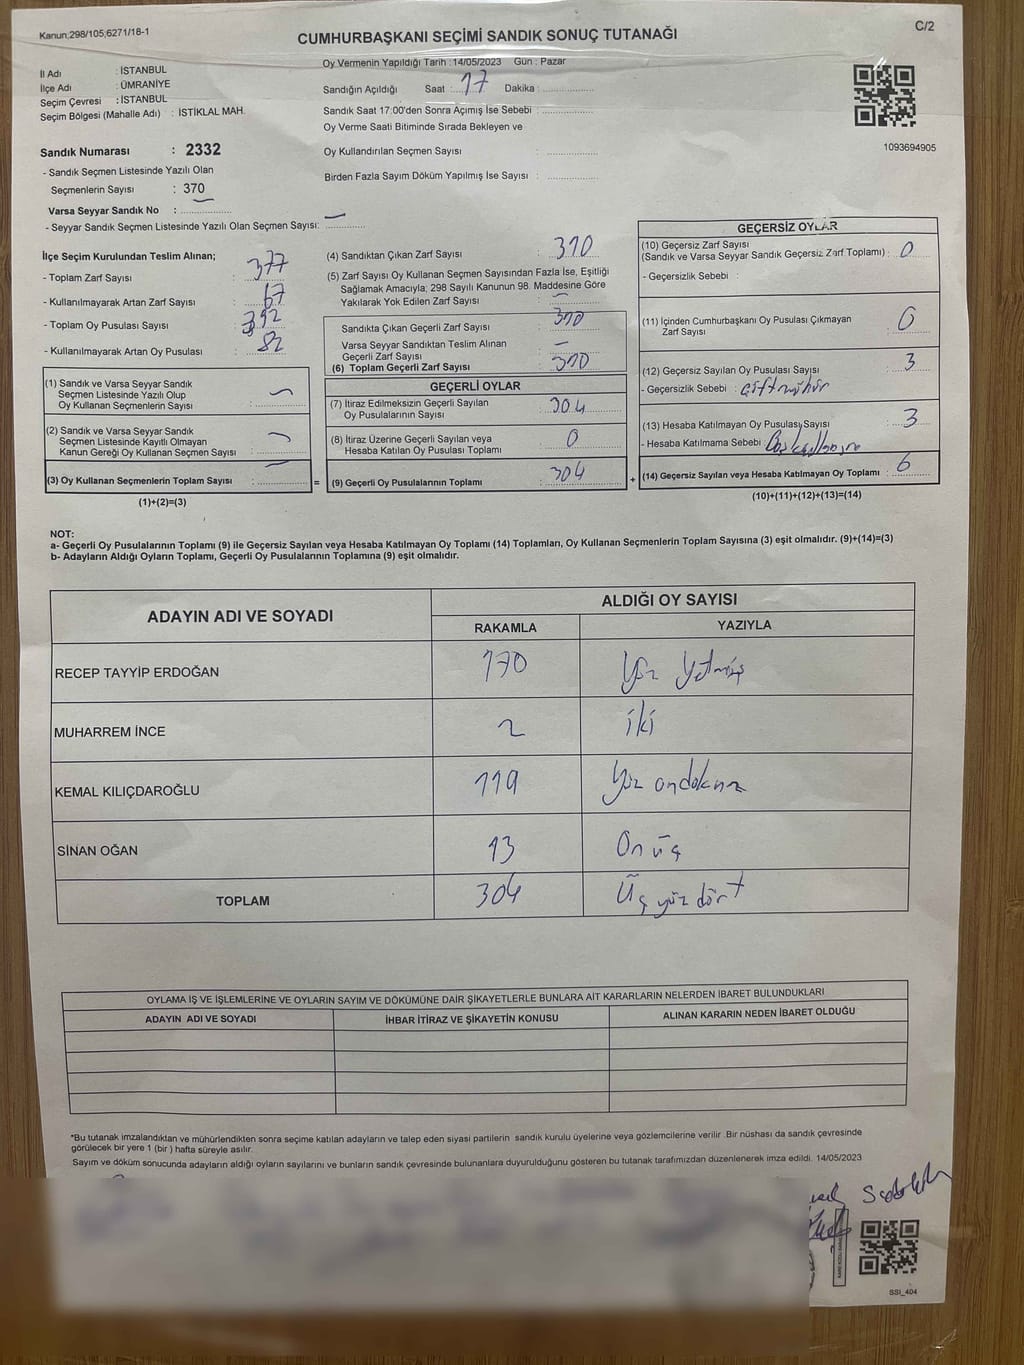 Kanun;298/105;6271/18-1
C/2
CUMHURBAŞKANI SEÇİMİ SANDIK SONUÇ TUTANAĞI
İl Adı : İSTANBUL
İlçe Adı : ÜMRANİYE
Seçim Çevresi : İSTANBUL
Seçim Bölgesi (Mahalle Adı) : İSTİKLAL MAH.
Sandık Numarası : 2332
- Sandık Seçmen Listesinde Yazılı Olan
Seçmenlerin Sayısı : 370
Varsa Seyyar Sandık No : —
- Seyyar Sandık Seçmen Listesinde Yazılı Olan Seçmen Sayısı: —
Oy Vermenin Yapıldığı Tarih : 14/05/2023 Gün : Pazar
Sandığın Açıldığı Saat : 17 Dakika :
Sandık Saat 17:00'den Sonra Açımış İse Sebebi :
Oy Verme Saati Bitiminde Sırada Bekleyen ve
Oy Kullandırılan Seçmen Sayısı :
Birden Fazla Sayım Döküm Yapılmış İse Sayısı :
1093694905
İlçe Seçim Kurulundan Teslim Alınan;
- Toplam Zarf Sayısı : 377
- Kullanılmayarak Artan Zarf Sayısı : 67
- Toplam Oy Pusulası Sayısı : 392
- Kullanılmayarak Artan Oy Pusulası : 82
(1) Sandık ve Varsa Seyyar Sandık
Seçmen Listesinde Yazılı Olup
Oy Kullanan Seçmenlerin Sayısı : —
(2) Sandık ve Varsa Seyyar Sandık
Seçmen Listesinde Kayıtlı Olmayan
Kanun Gereği Oy Kullanan Seçmen Sayısı : —
(3) Oy Kullanan Seçmenlerin Toplam Sayısı : — =
(1)+(2)=(3)
(4) Sandıktan Çıkan Zarf Sayısı : 310
(5) Zarf Sayısı Oy Kullanan Seçmen Sayısından Fazla İse, Eşitliği
Sağlamak Amacıyla; 298 Sayılı Kanunun 98. Maddesine Göre
Yakılarak Yok Edilen Zarf Sayısı : —
Sandıkta Çıkan Geçerli Zarf Sayısı : 310
Varsa Seyyar Sandıktan Teslim Alınan
Geçerli Zarf Sayısı : —
(6) Toplam Geçerli Zarf Sayısı : 310
GEÇERLİ OYLAR
(7) İtiraz Edilmeksizin Geçerli Sayılan
Oy Pusulalarının Sayısı : 304
(8) İtiraz Üzerine Geçerli Sayılan veya
Hesaba Katılan Oy Pusulası Toplamı : 0
(9) Geçerli Oy Pusulalarının Toplamı : 304 +
GEÇERSİZ OYLAR
(10) Geçersiz Zarf Sayısı
(Sandık ve Varsa Seyyar Sandık Geçersiz Zarf Toplamı) : 0
- Geçersizlik Sebebi :
(11) İçinden Cumhurbaşkanı Oy Pusulası Çıkmayan
Zarf Sayısı : 0
(12) Geçersiz Sayılan Oy Pusulası Sayısı : 3
- Geçersizlik Sebebi : çift mühür
(13) Hesaba Katılmayan Oy Pusulası Sayısı : 3
- Hesaba Katılmama Sebebi :
(14) Geçersiz Sayılan veya Hesaba Katılmayan Oy Toplamı : 6
(10)+(11)+(12)+(13)=(14)
NOT:
a- Geçerli Oy Pusulalarının Toplamı (9) ile Geçersiz Sayılan veya Hesaba Katılmayan Oy Toplamı (14) Toplamları, Oy Kullanan Seçmenlerin Toplam Sayısına (3) eşit olmalıdır. (9)+(14)=(3)
b- Adayların Aldığı Oyların Toplamı, Geçerli Oy Pusulalarının Toplamına (9) eşit olmalıdır.
ADAYIN ADI VE SOYADI
ALDIĞI OY SAYISI
RAKAMLA YAZIYLA
RECEP TAYYİP ERDOĞAN 170 Yüz Yetmiş
MUHARREM İNCE 2 iki
KEMAL KILIÇDAROĞLU 119 Yüz ondokuz
SİNAN OĞAN 13 On üç
TOPLAM 304 Üç yüz dört
OYLAMA İŞ VE İŞLEMLERİNE VE OYLARIN SAYIM VE DÖKÜMÜNE DAİR ŞİKAYETLERLE BUNLARA AİT KARARLARIN NELERDEN İBARET BULUNDUKLARI
ADAYIN ADI VE SOYADI İHBAR İTİRAZ VE ŞİKAYETİN KONUSU ALINAN KARARIN NEDEN İBARET OLDUĞU
*Bu tutanak imzalandıktan ve mühürlendikten sonra seçime katılan adayların ve talep eden siyasi partilerin sandık kurulu üyelerine veya gözlemcilerine verilir .Bir nüshası da sandık çevresinde
görülecek bir yere 1 (bir ) hafta süreyle asılır.
Sayım ve döküm sonucunda adayların aldığı oyların sayılarını ve bunların sandık çevresinde bulunanlara duyurulduğunu gösteren bu tutanak tarafımızdan düzenlenerek imza edildi. 14/05/2023
SSI_404